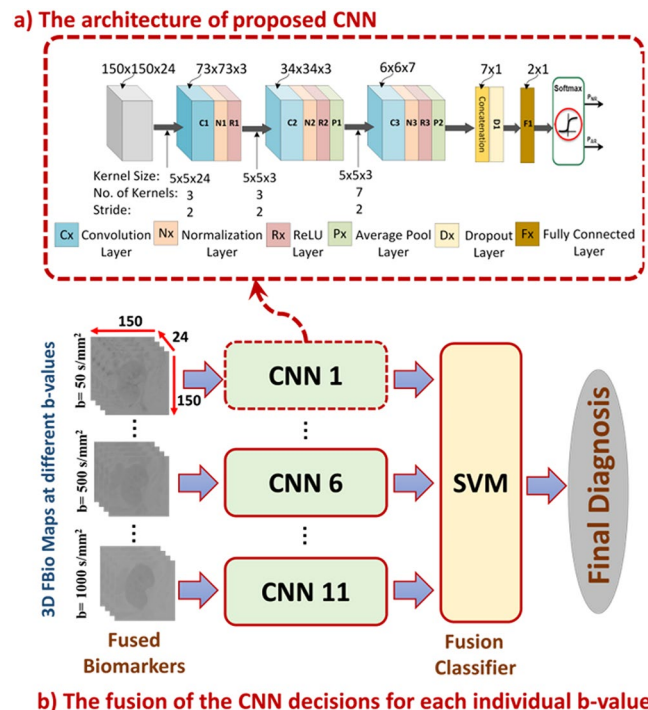 a) The architecture of proposed CNN
150x150x24 73x73x3 34x34x3 6x6x7 7x1 2x1
Softmax
C1 N1 R1 C2 N2 R2 P1 C3 N3 R3 P2 Concatenation D1 F1
Kernel Size: 5x5x24 5x5x3 5x5x3
No. of Kernels: 3 3 7
Stride: 2 2 2
Cx Convolution Layer
Nx Normalization Layer
Rx ReLU Layer
Px Average Pool Layer
Dx Dropout Layer
Fx Fully Connected Layer
3D FBio Maps at different b-values
150
24
150
b= 50 s/mm²
CNN 1
...
...
b= 500 s/mm²
CNN 6
SVM
Final Diagnosis
...
...
b= 1000 s/mm²
CNN 11
Fused
Biomarkers
Fusion
Classifier
b) The fusion of the CNN decisions for each individual b-value